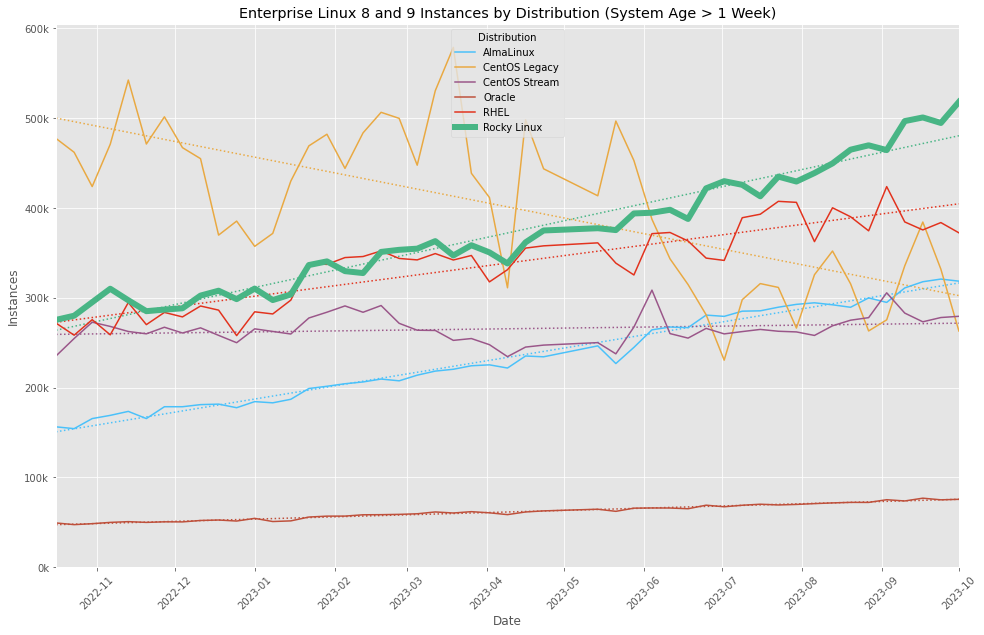 Enterprise Linux 8 and 9 Instances by Distribution (System Age > 1 Week)
Distribution
AlmaLinux
CentOS Legacy
CentOS Stream
Oracle
RHEL
Rocky Linux
600k
500k
400k
300k
200k
100k
0k
Instances
2022-11
2022-12
2023-01
2023-02
2023-03
2023-04
2023-05
2023-06
2023-07
2023-08
2023-09
2023-10
Date